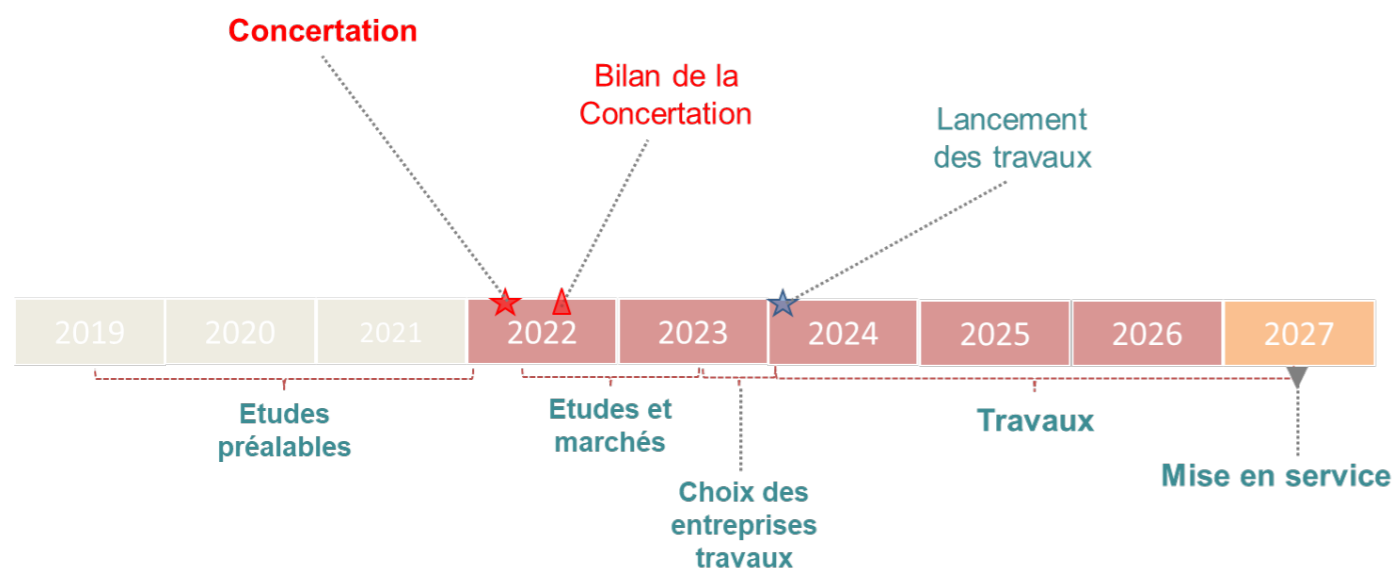 Concertation
Bilan de la
Concertation
Lancement
des travaux
2019 2020 2021 2022 2023 2024 2025 2026 2027
Etudes
préalables
Etudes et
marchés
Choix des
entreprises
travaux
Travaux
Mise en service